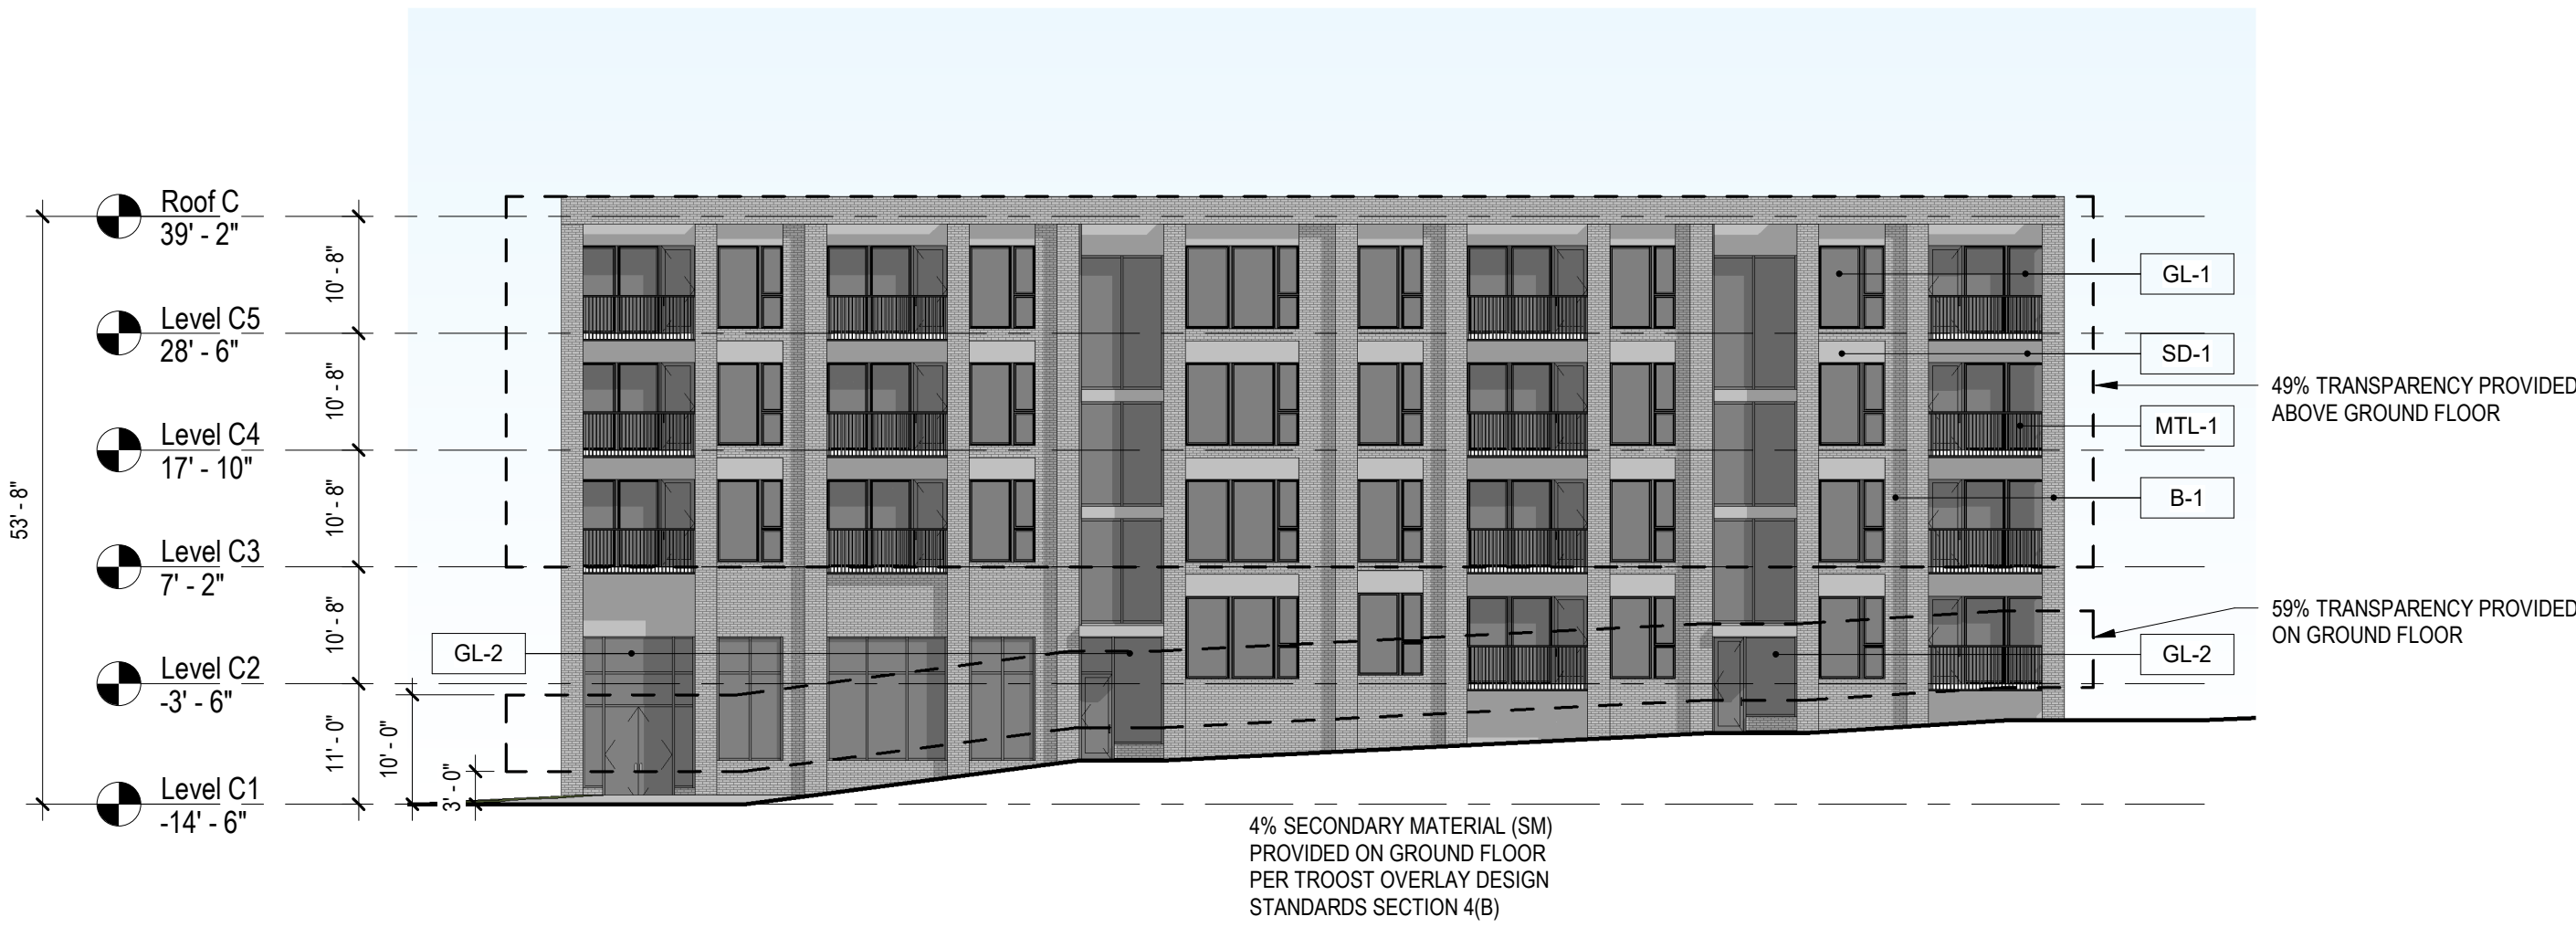 Roof C
39' - 2"
10' - 8"
GL-1
Level C5
28' - 6"
SD-1
10' - 8"
49% TRANSPARENCY PROVIDED
ABOVE GROUND FLOOR
MTL-1
Level C4
17' - 10"
53' - 8"
10' - 8"
B-1
Level C3
7' - 2"
10' - 8"
59% TRANSPARENCY PROVIDED
ON GROUND FLOOR
GL-2
GL-2
Level C2
-3' - 6"
11' - 0"
10' - 0"
3' - 0"
Level C1
-14' - 6"
4% SECONDARY MATERIAL (SM)
PROVIDED ON GROUND FLOOR
PER TROOST OVERLAY DESIGN
STANDARDS SECTION 4(B)